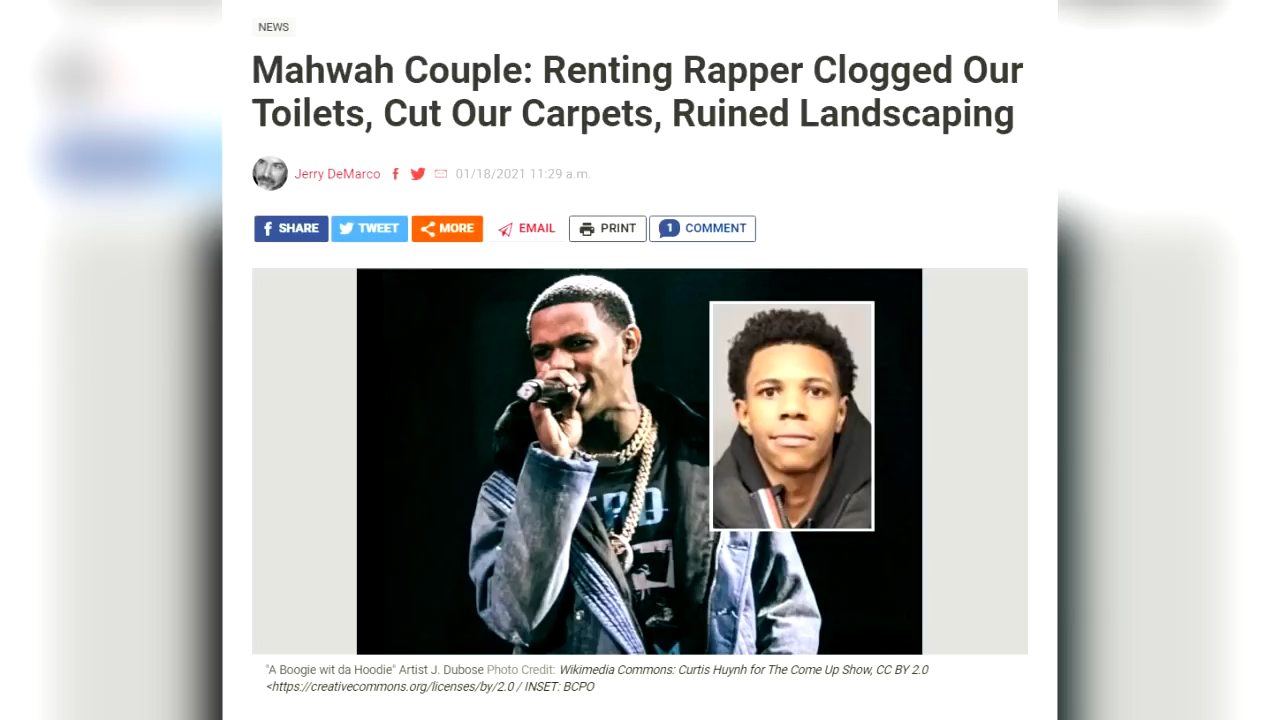 NEWS
Mahwah Couple: Renting Rapper Clogged Our
Toilets, Cut Our Carpets, Ruined Landscaping
Jerry DeMarco 01/18/2021 11:29 a.m.
SHARE TWEET MORE EMAIL PRINT 1 COMMENT
"A Boogie wit da Hoodie" Artist J. Dubose Photo Credit: Wikimedia Commons: Curtis Huynh for The Come Up Show, CC BY 2.0
<https://creativecommons.org/licenses/by/2.0 / INSET: BCPO